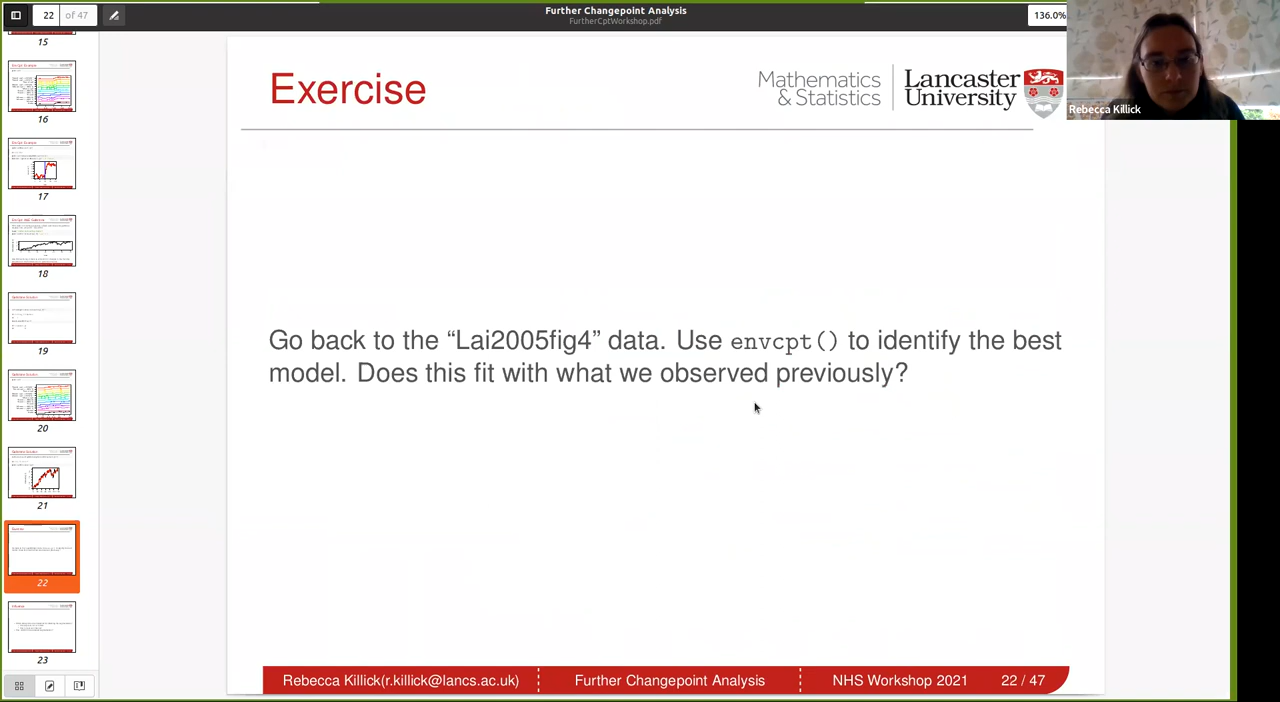 22 of 47
Further Changepoint Analysis
FurtherCptWorkshop.pdf
136.0%
15
16
17
18
19
20
21
22
23
Exercise
Mathematics
& Statistics
Lancaster
University
Rebecca Killick
Go back to the “Lai2005fig4” data. Use envcpt() to identify the best
model. Does this fit with what we observed previously?
Rebecca Killick(r.killick@lancs.ac.uk) Further Changepoint Analysis NHS Workshop 2021 22 / 47